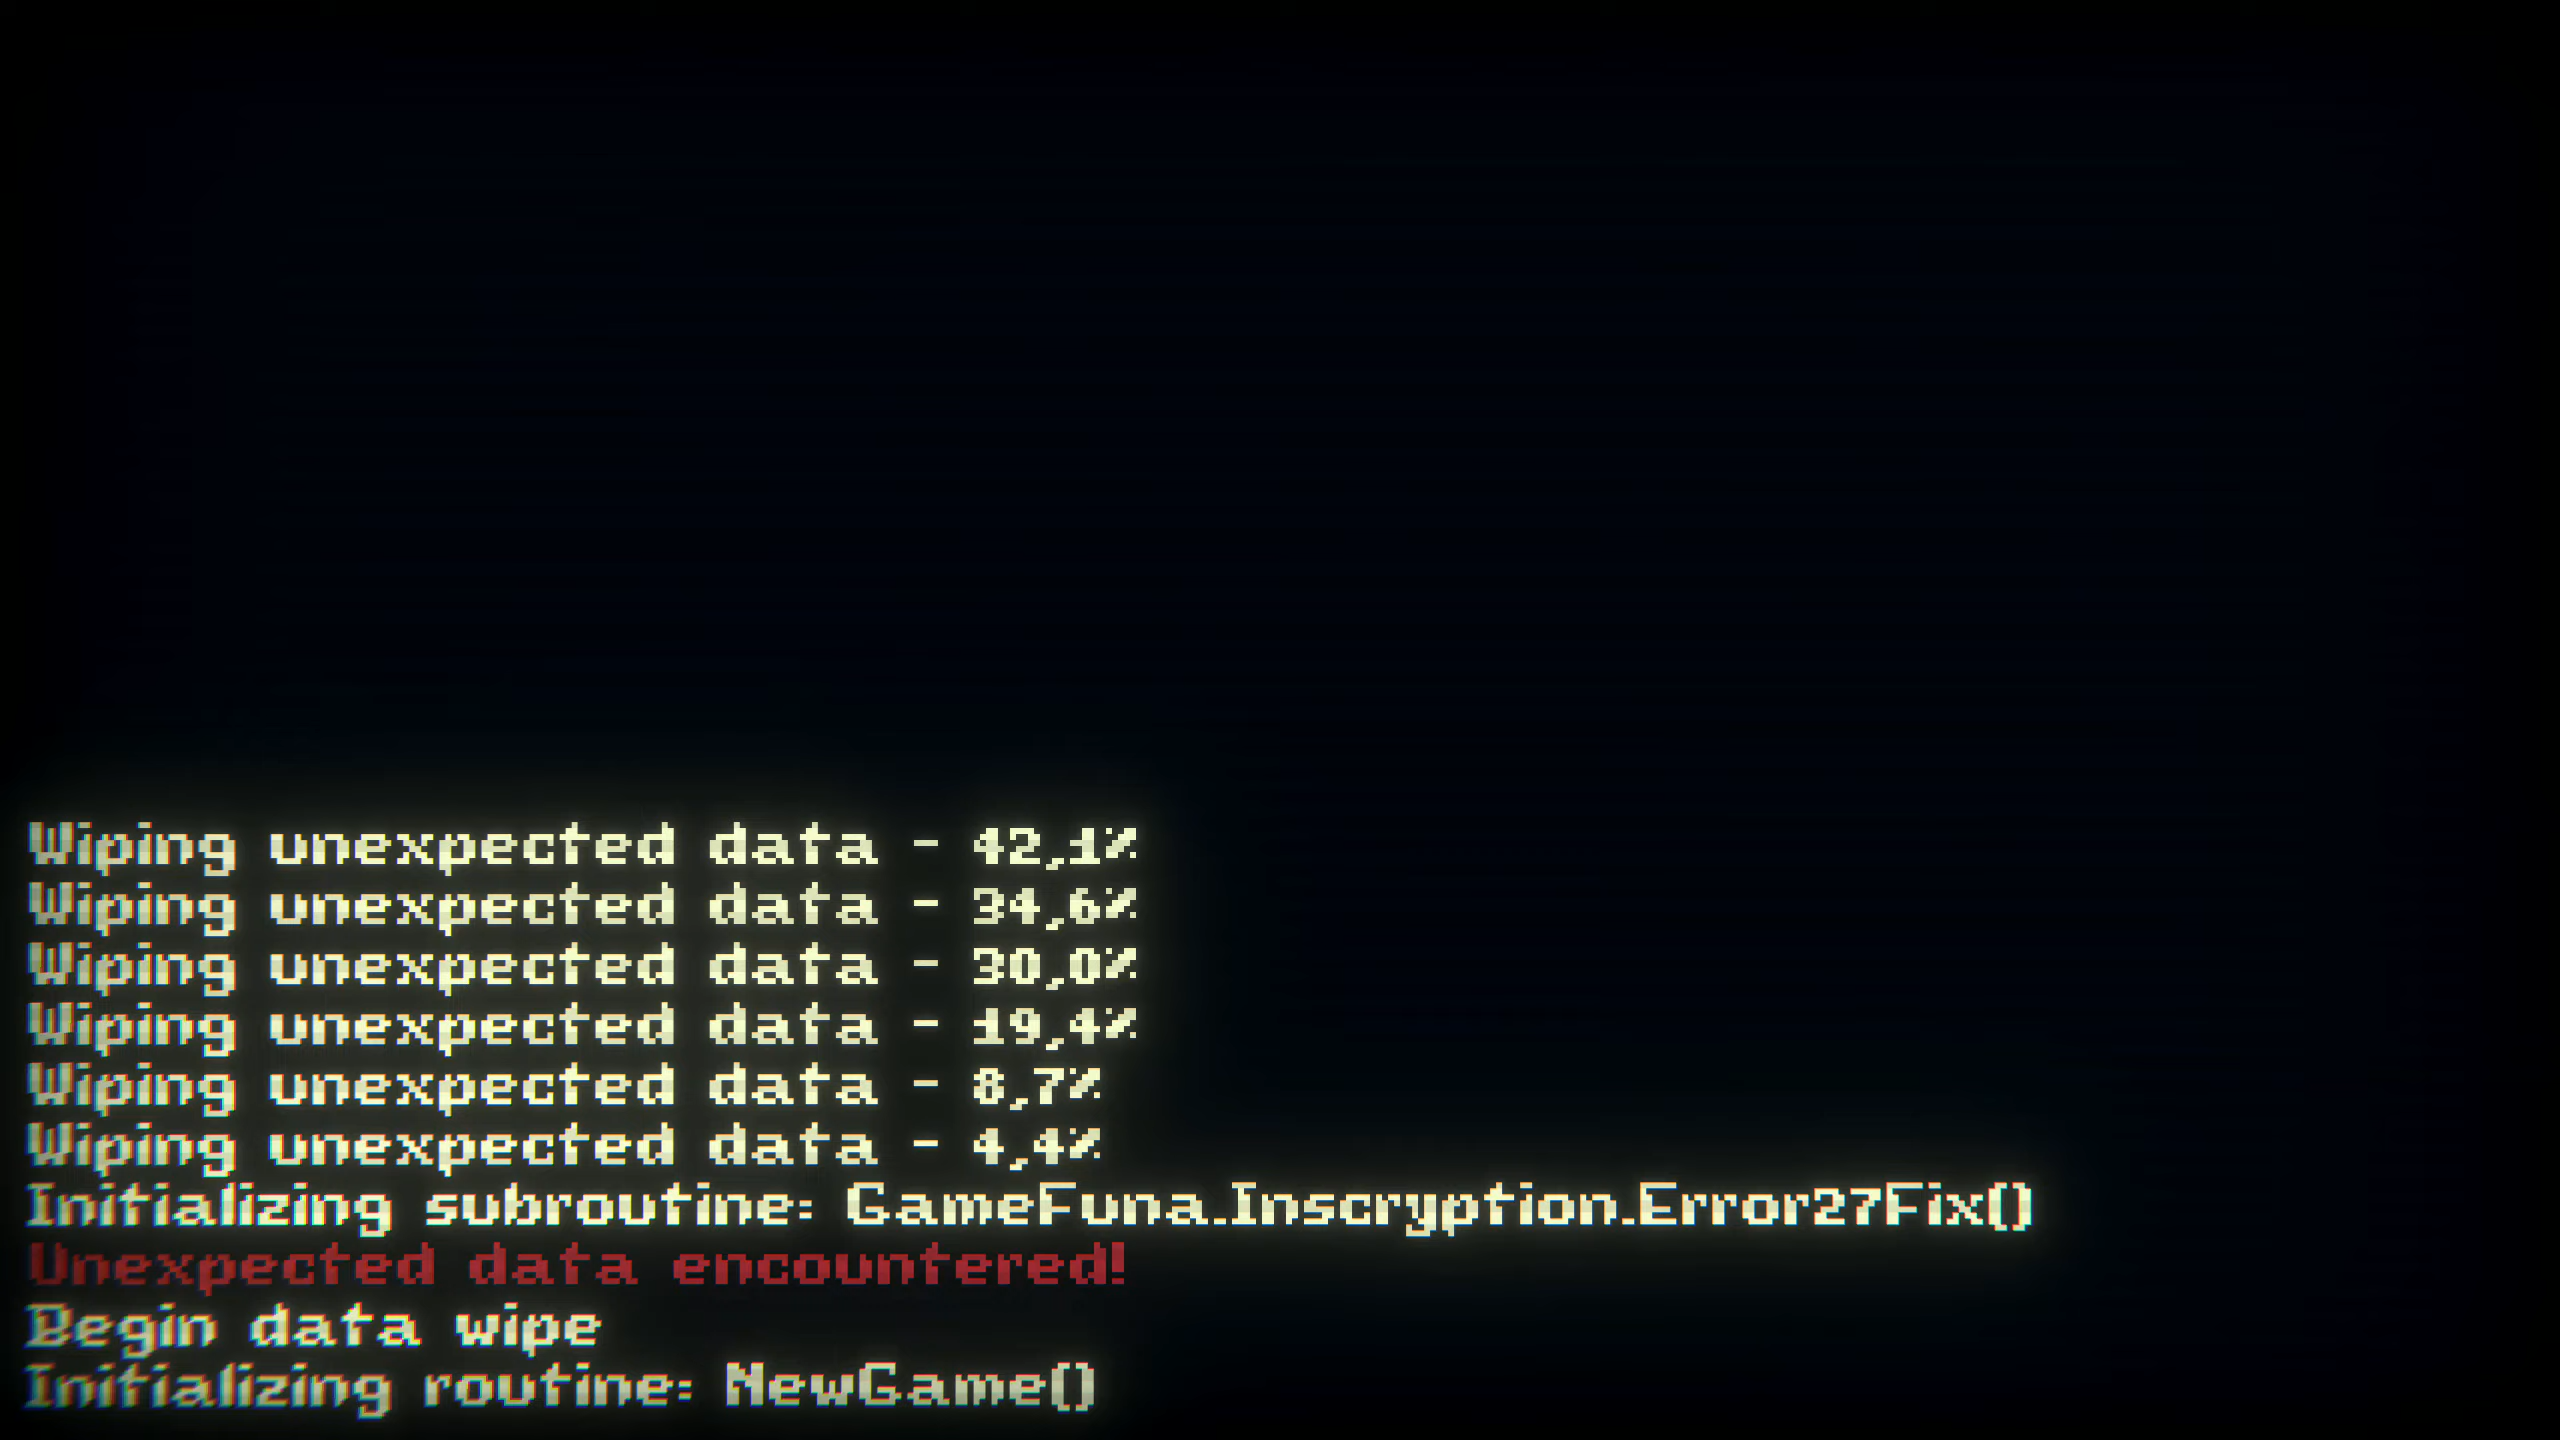 Wiping unexpected data - 42,1%
Wiping unexpected data - 34,6%
Wiping unexpected data - 30,0%
Wiping unexpected data - 19,4%
Wiping unexpected data - 8,7%
Wiping unexpected data - 4,4%
Initializing subroutine: GameFuna.Inscryption.Error27Fix()
Unexpected data encountered!
Begin data wipe
Initializing routine: NewGame()